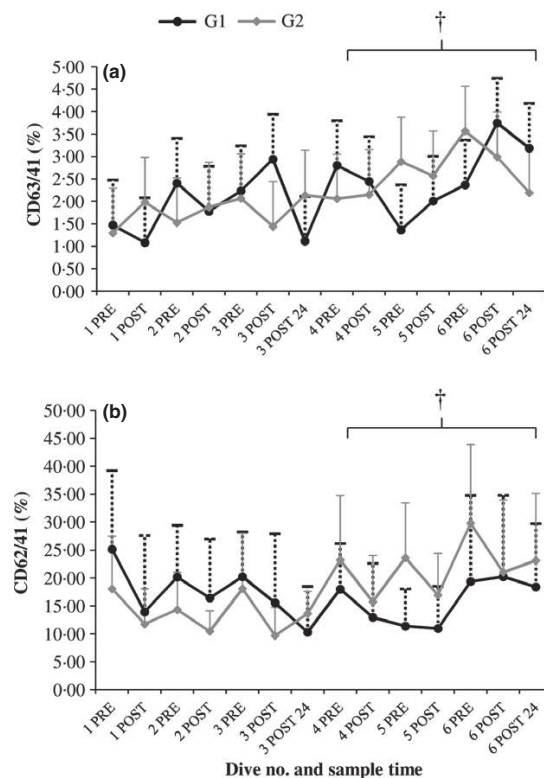 G1 G2
†
(a)
CD63/41 (%)
5·00
4·50
4·00
3·50
3·00
2·50
2·00
1·50
1·00
0·50
0·00
1 PRE
1 POST
2 PRE
2 POST
3 PRE
3 POST
3 POST 24
4 PRE
4 POST
5 PRE
5 POST
6 PRE
6 POST
6 POST 24
†
(b)
CD62/41 (%)
50·00
45·00
40·00
35·00
30·00
25·00
20·00
15·00
10·00
5·00
0·00
1 PRE
1 POST
2 PRE
2 POST
3 PRE
3 POST
3 POST 24
4 PRE
4 POST
5 PRE
5 POST
6 PRE
6 POST
6 POST 24
Dive no. and sample time